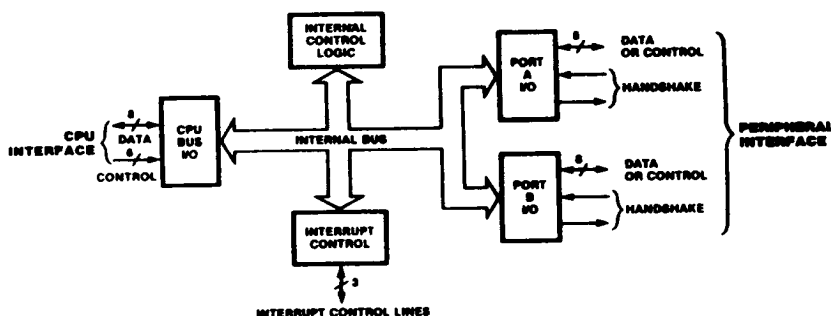 INTERNAL
CONTROL
LOGIC
CPU
INTERFACE
8
DATA
6
CONTROL
CPU
BUS
I/O
INTERNAL BUS
INTERRUPT
CONTROL
3
INTERRUPT CONTROL LINES
PORT
A
I/O
8
DATA
OR CONTROL
HANDSHAKE
PORT
B
I/O
8
DATA
OR CONTROL
HANDSHAKE
PERIPHERAL
INTERFACE